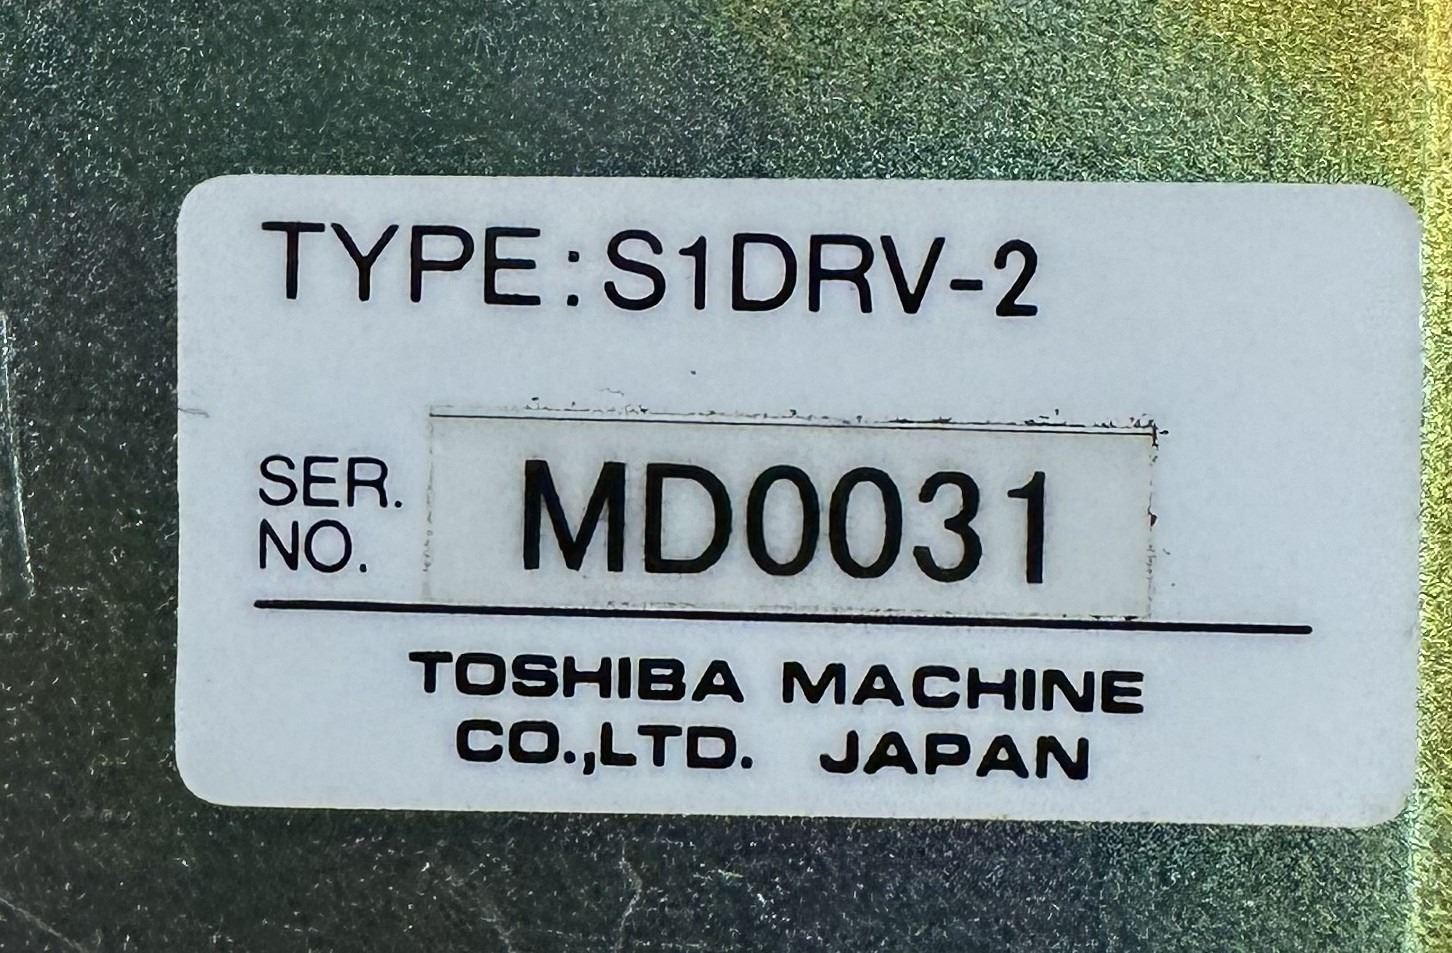 TYPE:S1DRV-2
SER.
NO.
MD0031
TOSHIBA MACHINE
CO.,LTD. JAPAN